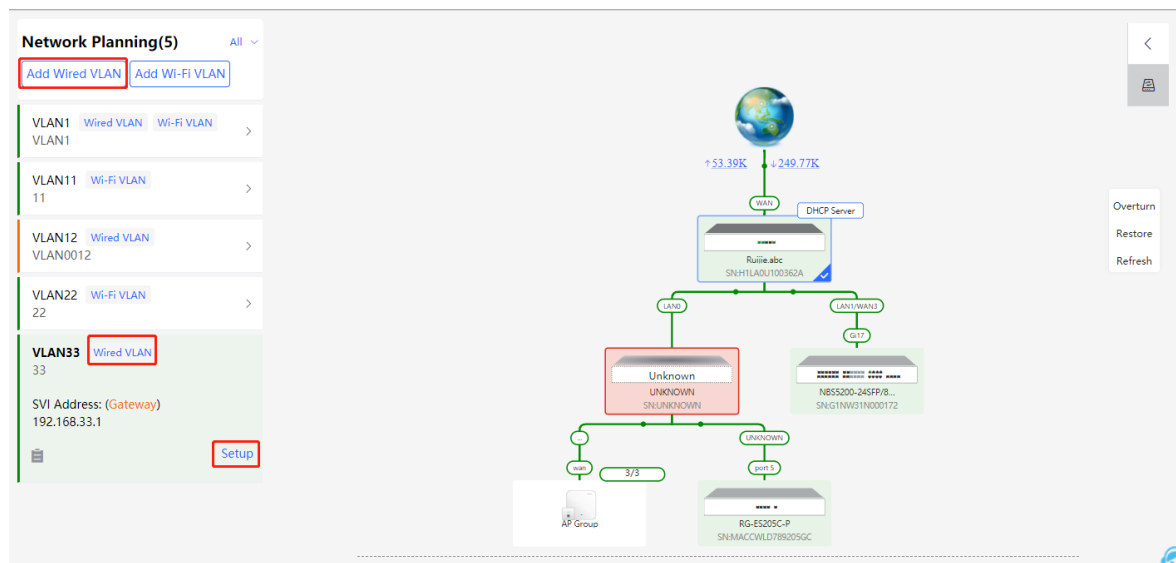 Network Planning(5) All
Add Wired VLAN Add Wi-Fi VLAN
VLAN1 Wired VLAN Wi-Fi VLAN
VLAN1
VLAN11 Wi-Fi VLAN
11
VLAN12 Wired VLAN
VLAN0012
VLAN22 Wi-Fi VLAN
22
VLAN33 Wired VLAN
33
SVI Address: (Gateway)
192.168.33.1
Setup
↑53.39K ↓249.77K
WAN
DHCP Server
Ruijie.abc
SN:H1LA0U100362A
LAN0
LAN1/WAN3
Gi17
Unknown
UNKNOWN
SN:UNKNOWN
NBS5200-24SFP/8...
SN:G1NW31N000172
...
UNKNOWN
wan
3/3
port 5
AP Group
RG-ES205C-P
SN:MACCWLD789205GC
Overturn
Restore
Refresh